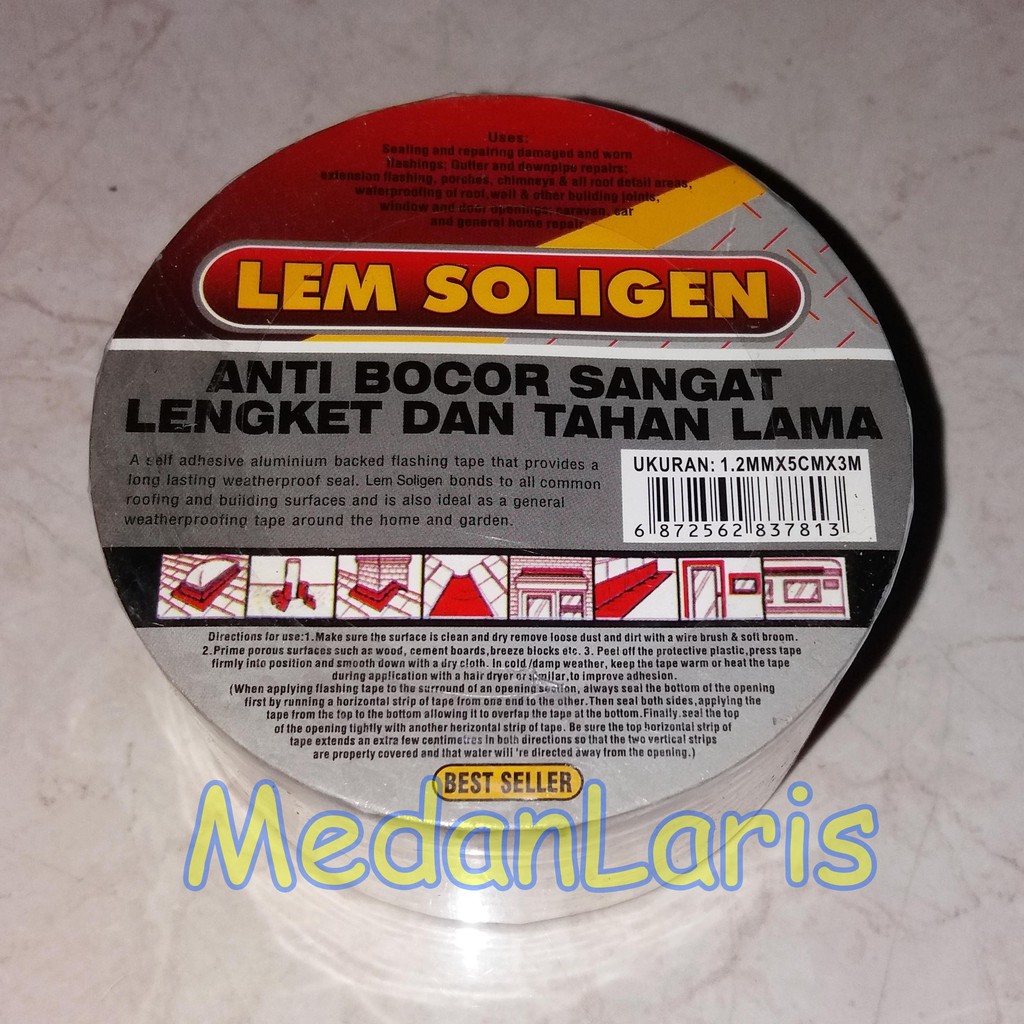 Uses:
Sealing and repairing damaged and worn
flashings; Gutter and downpipe repairs;
extension flashing, porches, chimneys & all roof detail areas,
waterproofing of roof,wall & other building joints,
window and door openings, caravan, car
and general home repair
LEM SOLIGEN
ANTI BOCOR SANGAT
LENGKET DAN TAHAN LAMA
A self adhesive aluminium backed flashing tape that provides a
long lasting weatherproof seal. Lem Soligen bonds to all common
roofing and building surfaces and is also ideal as a general
weatherproofing tape around the home and garden.
UKURAN: 1.2MMX5CMX3M
6 872562 837813
Directions for use:1. Make sure the surface is clean and dry remove loose dust and dirt with a wire brush & soft broom.
2. Prime porous surfaces such as wood, cement boards,breeze blocks etc. 3. Peel off the protective plastic,press tape
firmly into position and smooth down with a dry cloth. In cold /damp weather, keep the tape warm or heat the tape
during application with a hair dryer or similar,to improve adhesion.
(When applying flashing tape to the surround of an opening section, always seal the bottom of the opening
first by running a horizontal strip of tape from one end to the other.Then seal both sides,applying the
tape from the top to the bottom allowing it to overlap the tape at the bottom.Finally.seal the top
of the opening tightly with another herizontal strip of tape. Be sure the top horizontal strip of
tape extends an extra few centimetres in both directions so that the two vertical strips
are properly covered and that water will 're directed away from the opening.)
BEST SELLER
MedanLaris